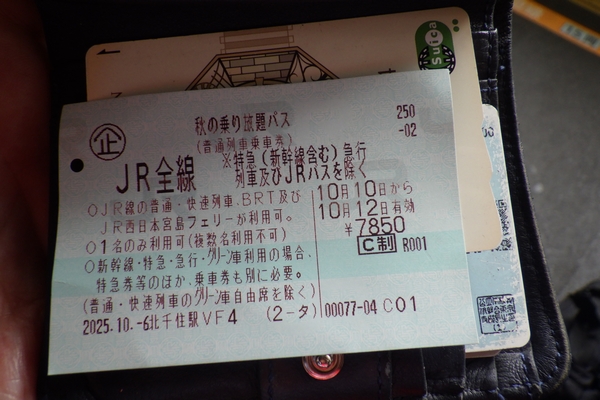 Suica
秋の乗り放題パス
(普通列車乗車券)
250
-02
企
JR全線
※特急(新幹線含む)急行
列車及びJRバスを除く
○JR線の普通・快速列車、BRT及び
JR西日本宮島フェリーが利用可。
○1名のみ利用可(複数名利用不可)
○新幹線・特急・急行・グリーン車利用の場合、
特急券等のほか、乗車券も別に必要。
(普通・快速列車のグリーン車自由席を除く)
10月10日から
10月12日有効
¥7850
C制 R001
2025.10.-6北千住駅VF4 (2-タ) 00077-04 C01